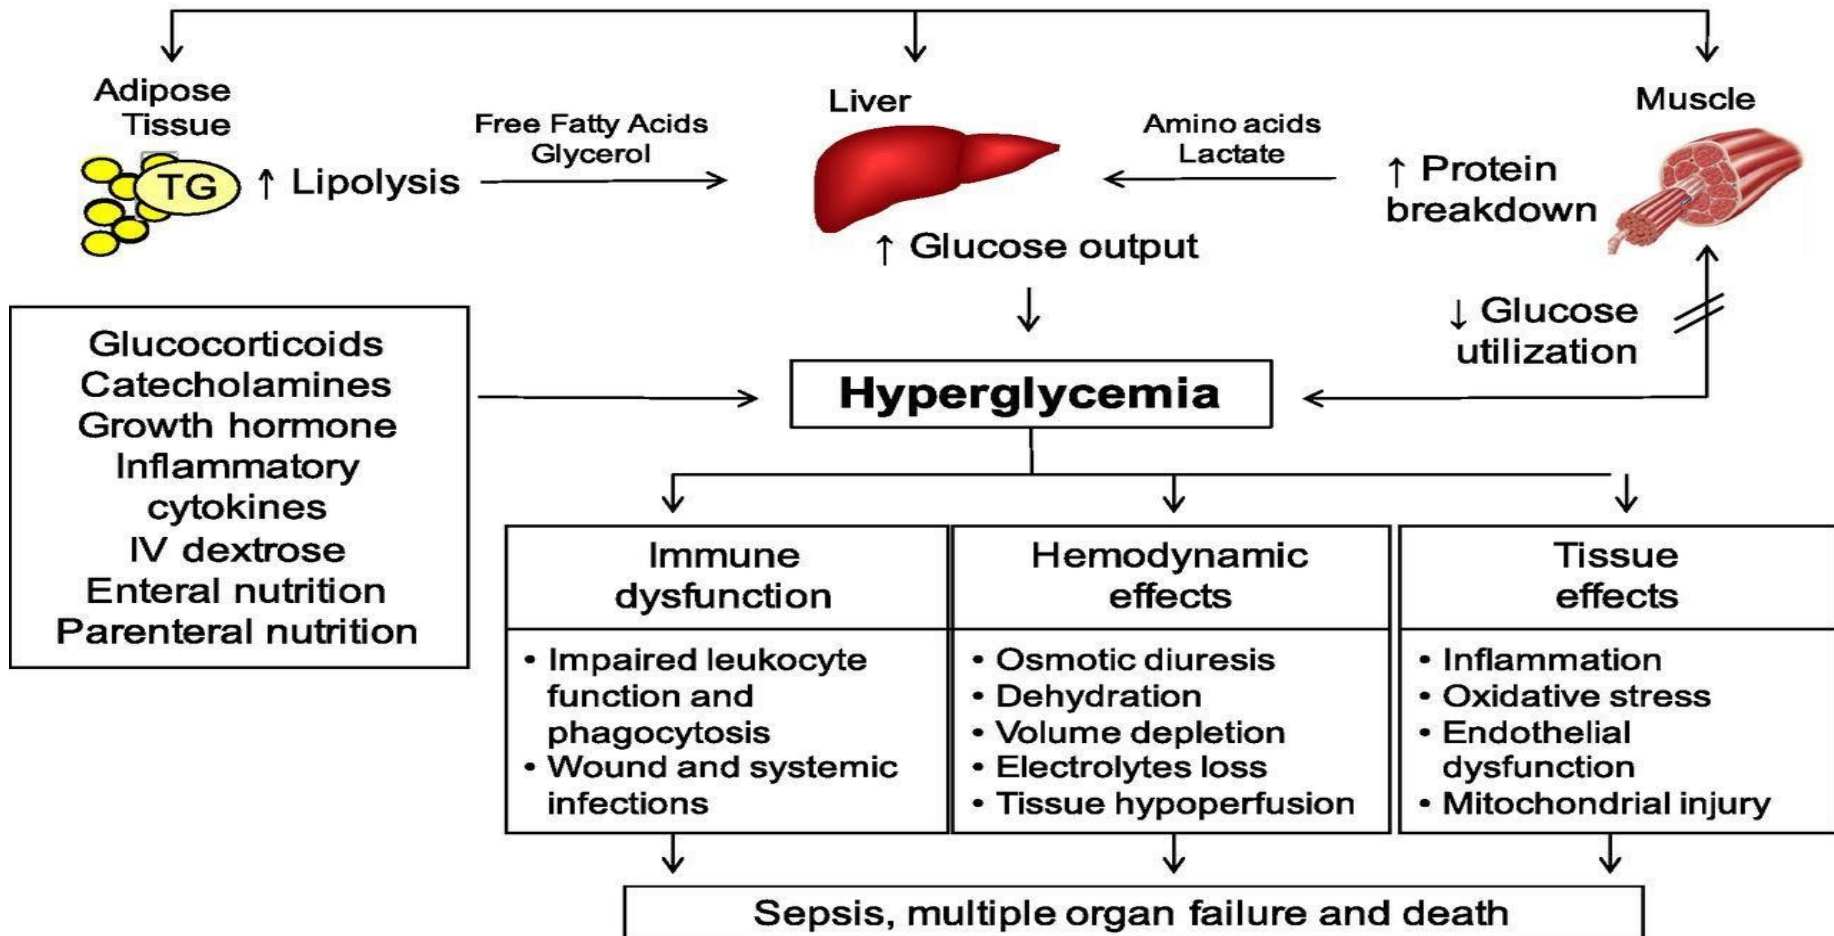 Adipose
Tissue
TG
↑ Lipolysis
Free Fatty Acids
Glycerol
Liver
↑ Glucose output
Amino acids
Lactate
Muscle
↑ Protein
breakdown
↓ Glucose
utilization
Glucocorticoids
Catecholamines
Growth hormone
Inflammatory
cytokines
IV dextrose
Enteral nutrition
Parenteral nutrition
Hyperglycemia
Immune
dysfunction
• Impaired leukocyte
function and
phagocytosis
• Wound and systemic
infections
Hemodynamic
effects
• Osmotic diuresis
• Dehydration
• Volume depletion
• Electrolytes loss
• Tissue hypoperfusion
Tissue
effects
• Inflammation
• Oxidative stress
• Endothelial
dysfunction
• Mitochondrial injury
Sepsis, multiple organ failure and death